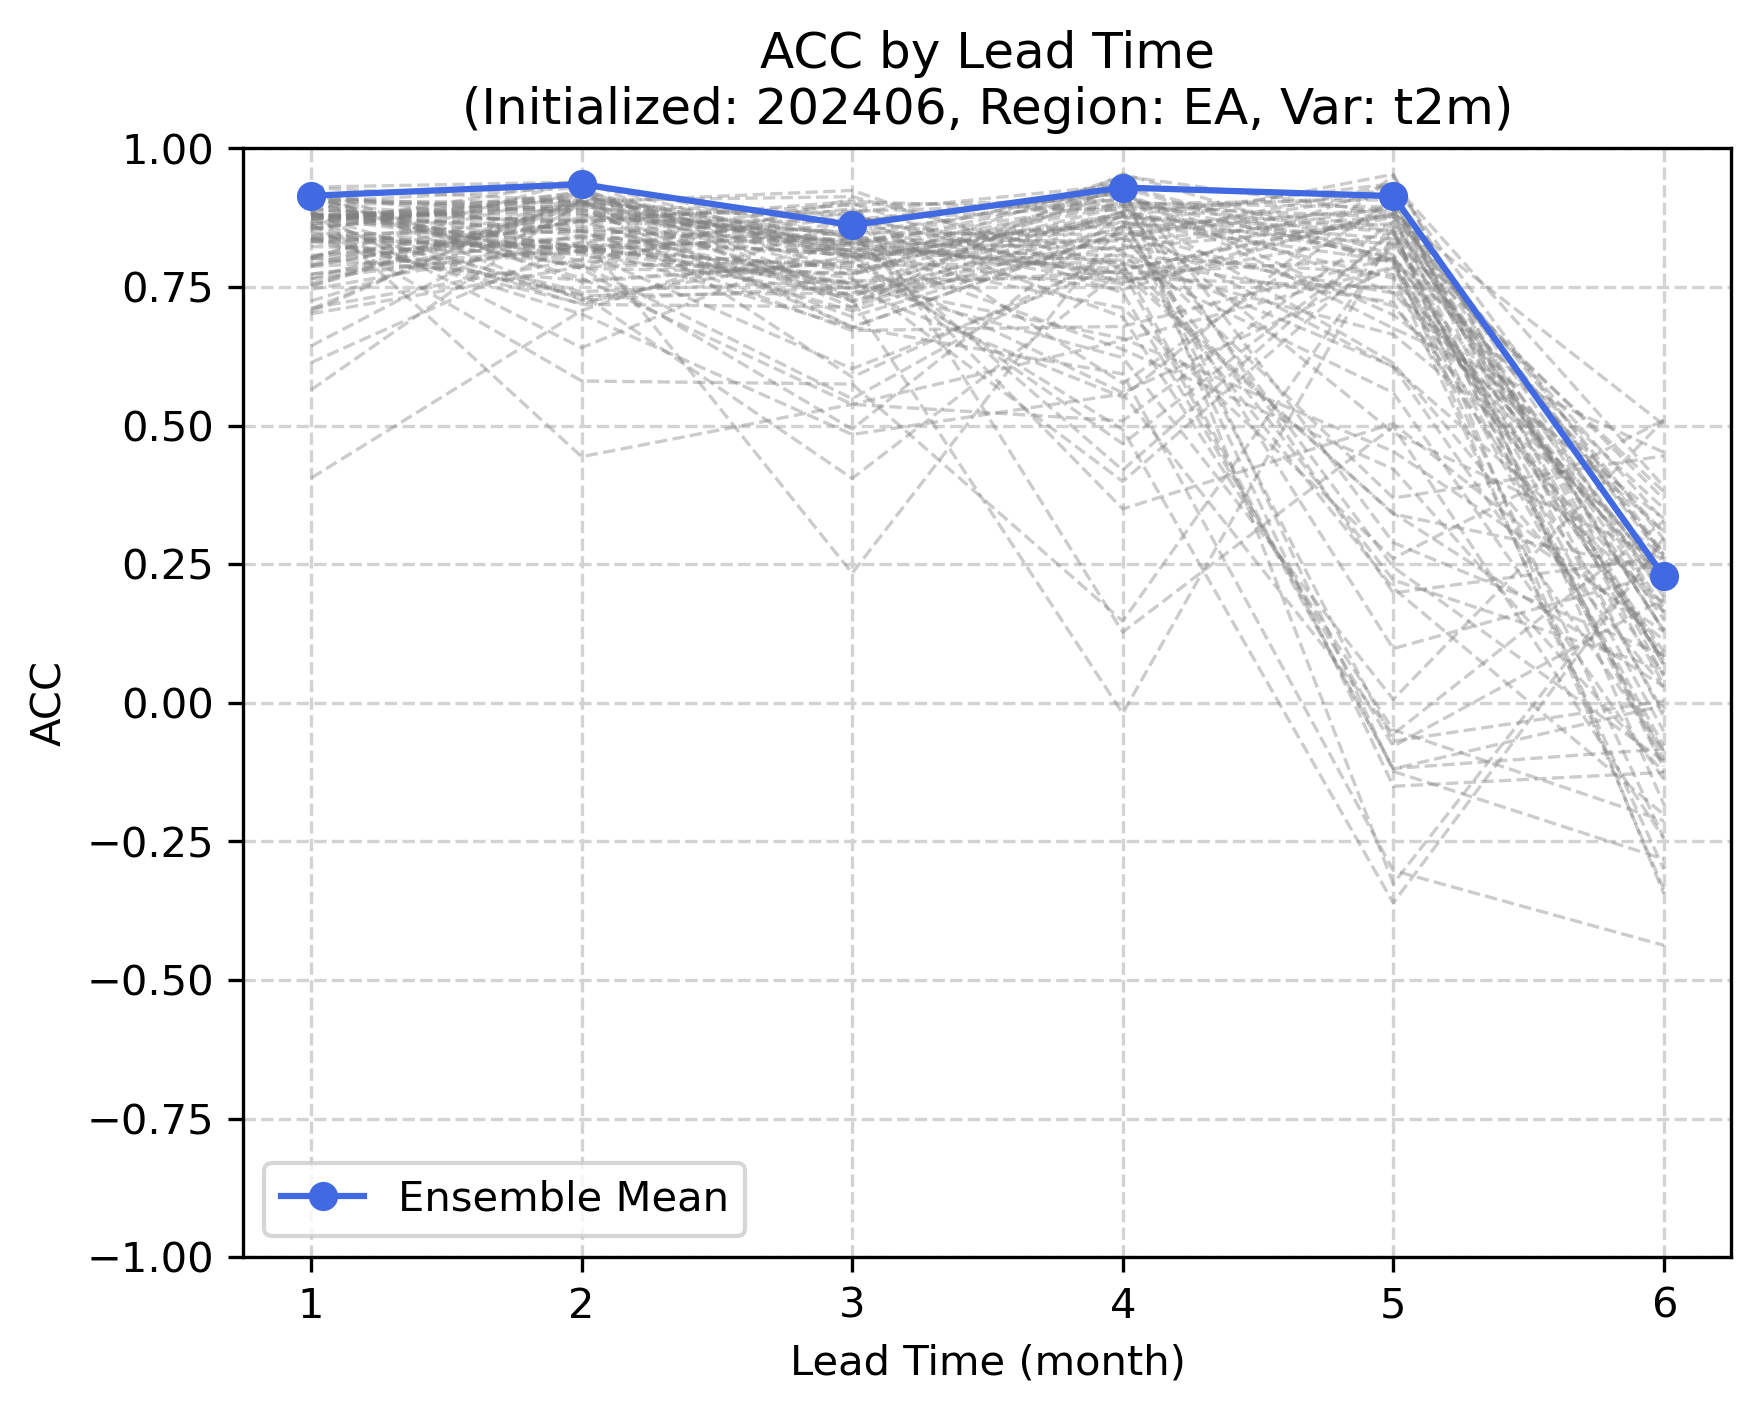 ACC by Lead Time
(Initialized: 202406, Region: EA, Var: t2m)
1.00
0.75
0.50
0.25
0.00
−0.25
−0.50
−0.75
−1.00
ACC
Ensemble Mean
1 2 3 4 5 6
Lead Time (month)